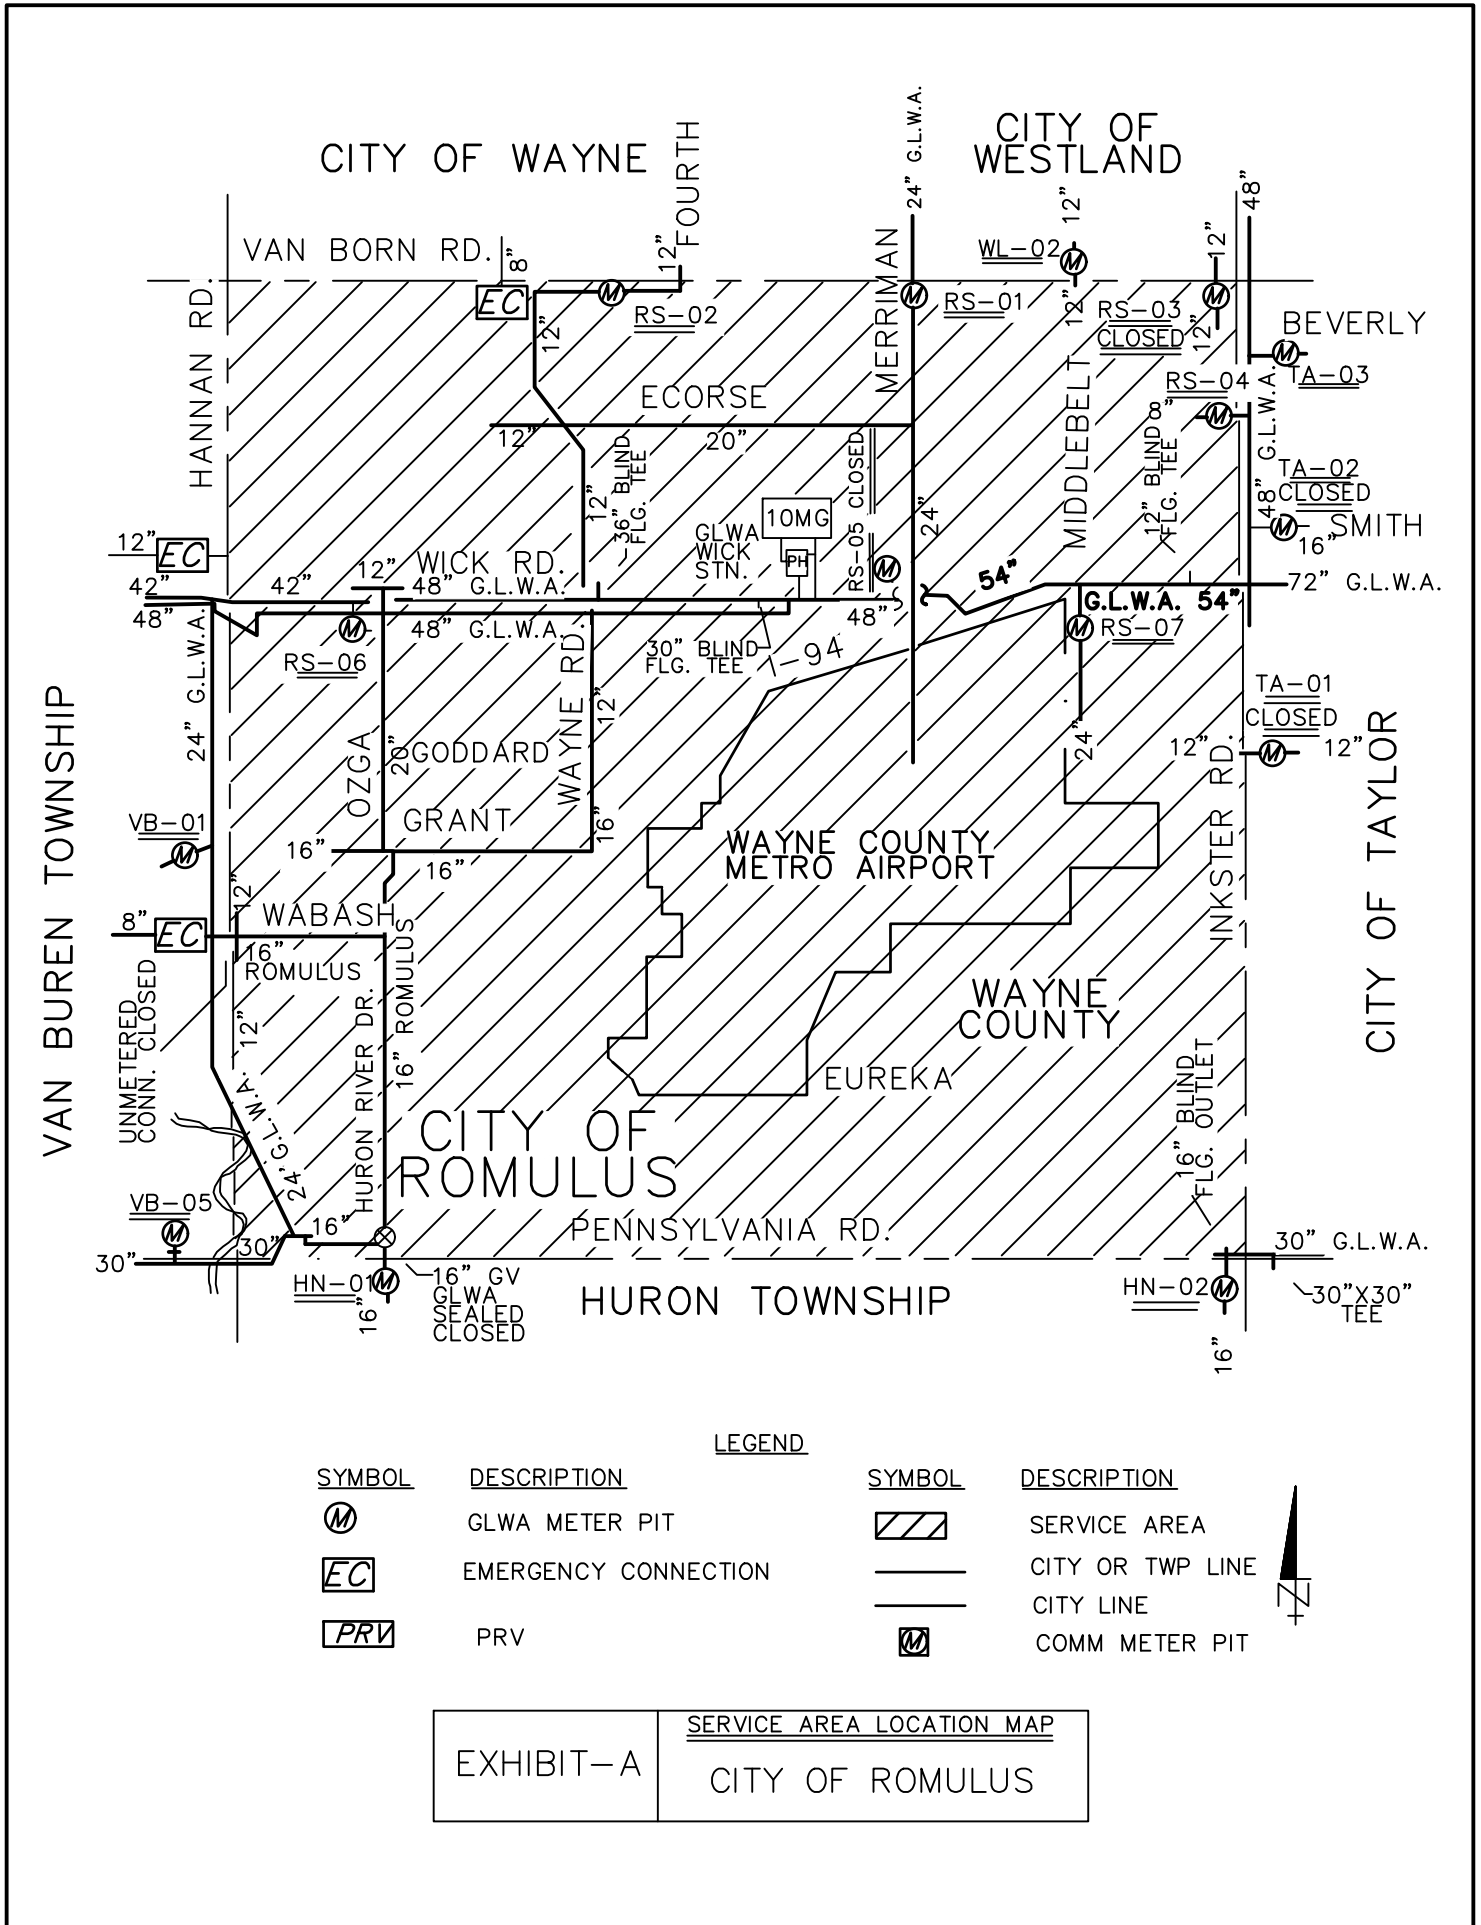 CITY OF WAYNE
FOURTH
24" G.L.W.A.
CITY OF
WESTLAND
VAN BORN RD.
8"
12"
MERRIMAN
WL-02
12"
12"
12"
48"
HANNAN RD.
EC
RS-02
12"
RS-01
RS-03
CLOSED
12"
BEVERLY
TA-03
ECORSE
12"
20"
RS-04
8"
G.L.W.A.
48"
MIDDLEBELT
12" BLIND
FLG. TEE
TA-02
CLOSED
SMITH
16"
12"
36" BLIND
FLG. TEE
10MG
PH
GLWA
WICK
STN.
RS-05 CLOSED
24"
12"
EC
WICK RD.
12"
42"
42"
48" G.L.W.A.
54"
72" G.L.W.A.
48"
48" G.L.W.A.
48"
G.L.W.A. 54"
RS-06
30" BLIND
FLG. TEE
I-94
RS-07
24" G.L.W.A.
WAYNE RD.
12"
TA-01
CLOSED
12"
12"
24"
OZGA
20"
GODDARD
GRANT
16"
16"
16"
VAN BUREN TOWNSHIP
VB-01
WAYNE COUNTY
METRO AIRPORT
INKSTER RD.
CITY OF TAYLOR
8"
EC
12"
WABASH
16"
ROMULUS
UNMETERED
CONN. CLOSED
12"
HURON RIVER DR.
16" ROMULUS
WAYNE
COUNTY
EUREKA
24' G.L.W.A.
CITY OF
ROMULUS
16" BLIND
FLG. OUTLET
VB-05
16"
PENNSYLVANIA RD.
30"
30"
30" G.L.W.A.
HN-01
16"
16" GV
GLWA
SEALED
CLOSED
HURON TOWNSHIP
HN-02
30"X30"
TEE
16"
M
LEGEND
SYMBOL DESCRIPTION SYMBOL DESCRIPTION
M GLWA METER PIT SERVICE AREA
EC EMERGENCY CONNECTION CITY OR TWP LINE
CITY LINE
PRV PRV M COMM METER PIT
N
EXHIBIT-A
SERVICE AREA LOCATION MAP
CITY OF ROMULUS